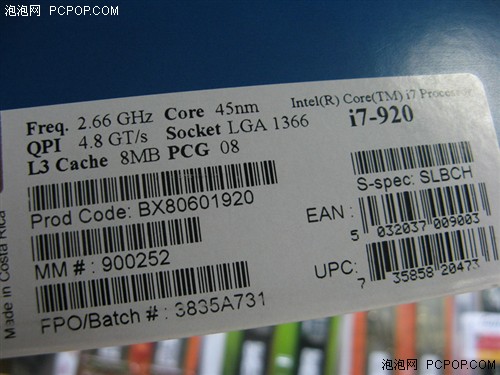 泡泡网 PCPOP.COM
Freq. 2.66 GHz Core 45nm
QPI 4.8 GT/s Socket LGA 1366
L3 Cache 8MB PCG 08
Intel(R) Core(TM) i7 Processor
i7-920
S-spec: SLBCH
Prod Code: BX80601920
EAN :
5 032037 009003
MM # : 900252
UPC:
7 35858 20473
FPO/Batch # : 3835A731
Made in Costa Rica
泡泡网 PCPOP.COM